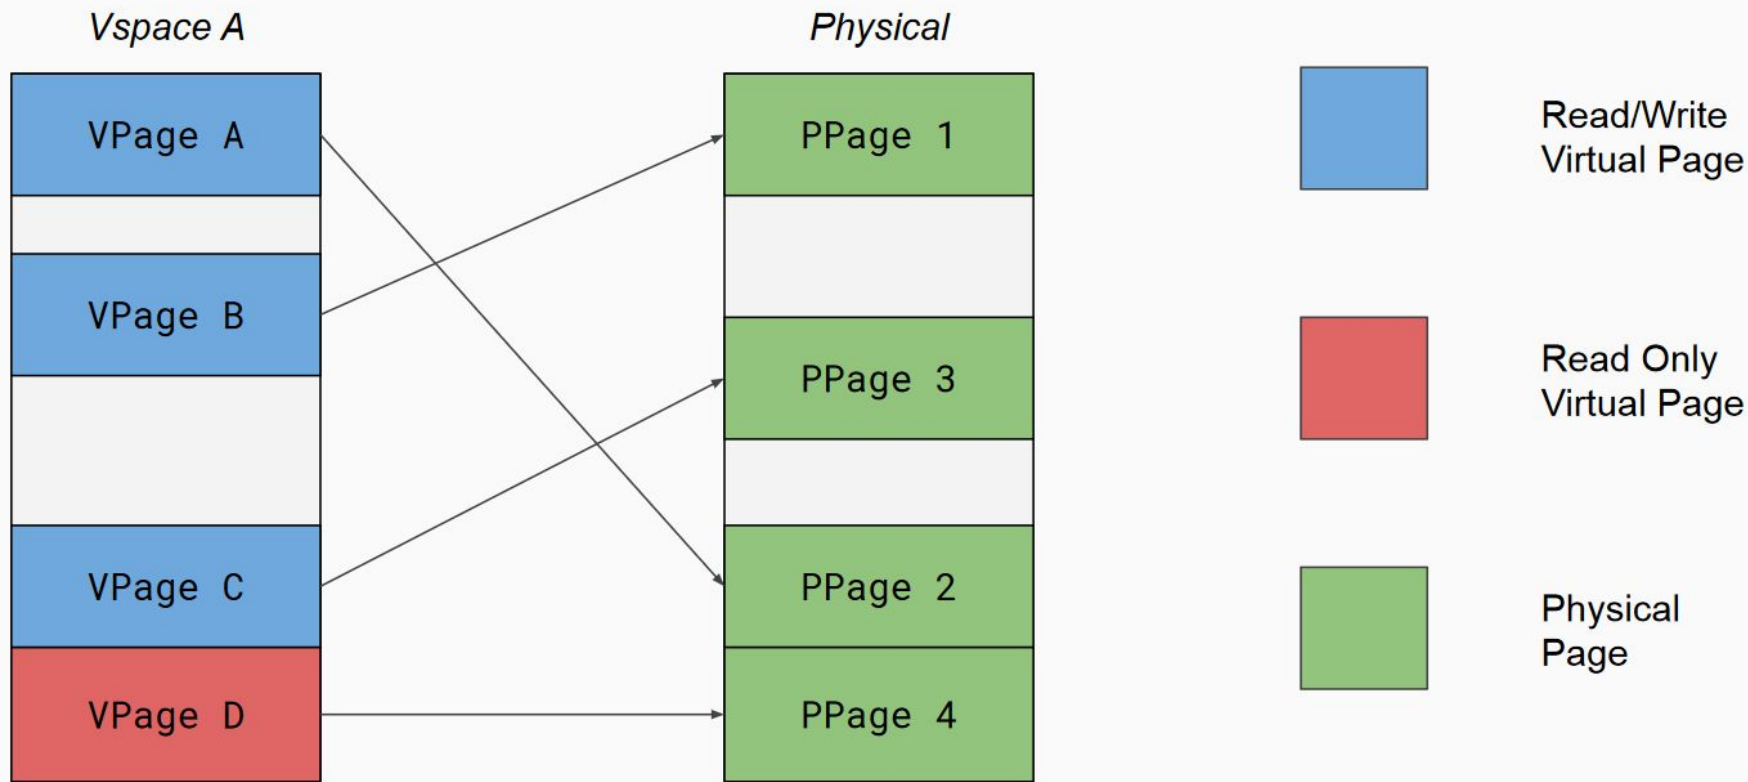 Vspace A
Physical
VPage A
VPage B
VPage C
VPage D
PPage 1
PPage 3
PPage 2
PPage 4
Read/Write
Virtual Page
Read Only
Virtual Page
Physical
Page